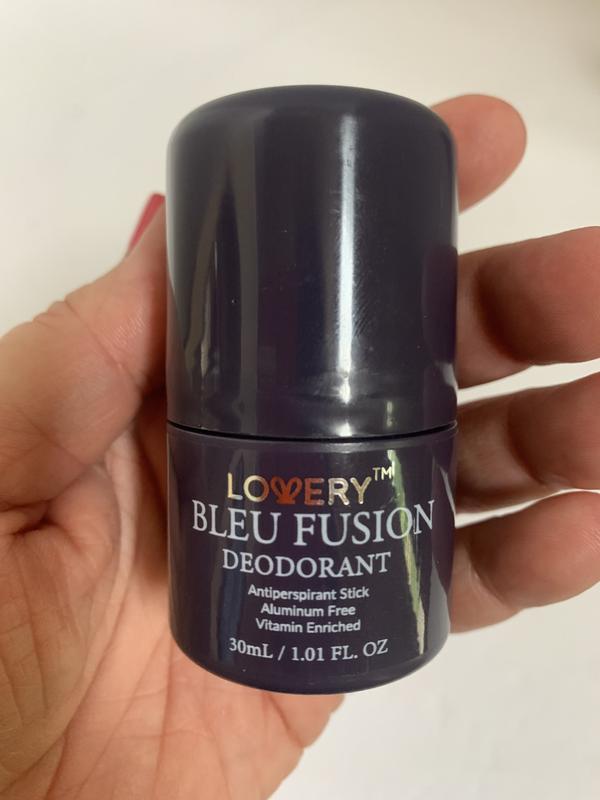 LOVERY™
BLEU FUSION
DEODORANT
Antiperspirant Stick
Aluminum Free
Vitamin Enriched
30mL / 1.01 FL. OZ